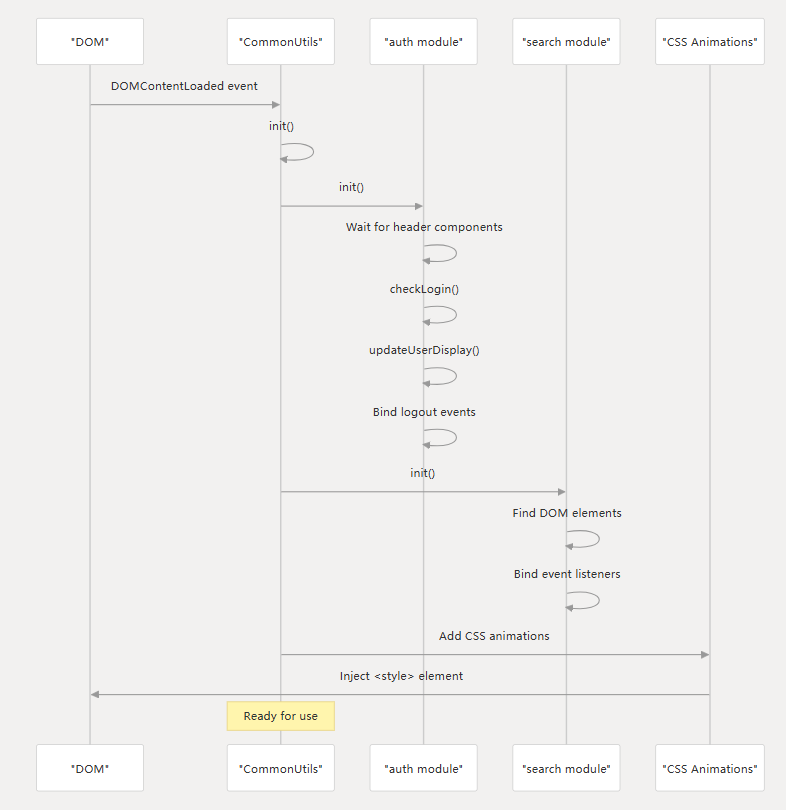 "DOM"
"CommonUtils"
"auth module"
"search module"
"CSS Animations"
DOMContentLoaded event
init()
init()
Wait for header components
checkLogin()
updateUserDisplay()
Bind logout events
init()
Find DOM elements
Bind event listeners
Add CSS animations
Inject <style> element
Ready for use
"DOM"
"CommonUtils"
"auth module"
"search module"
"CSS Animations"